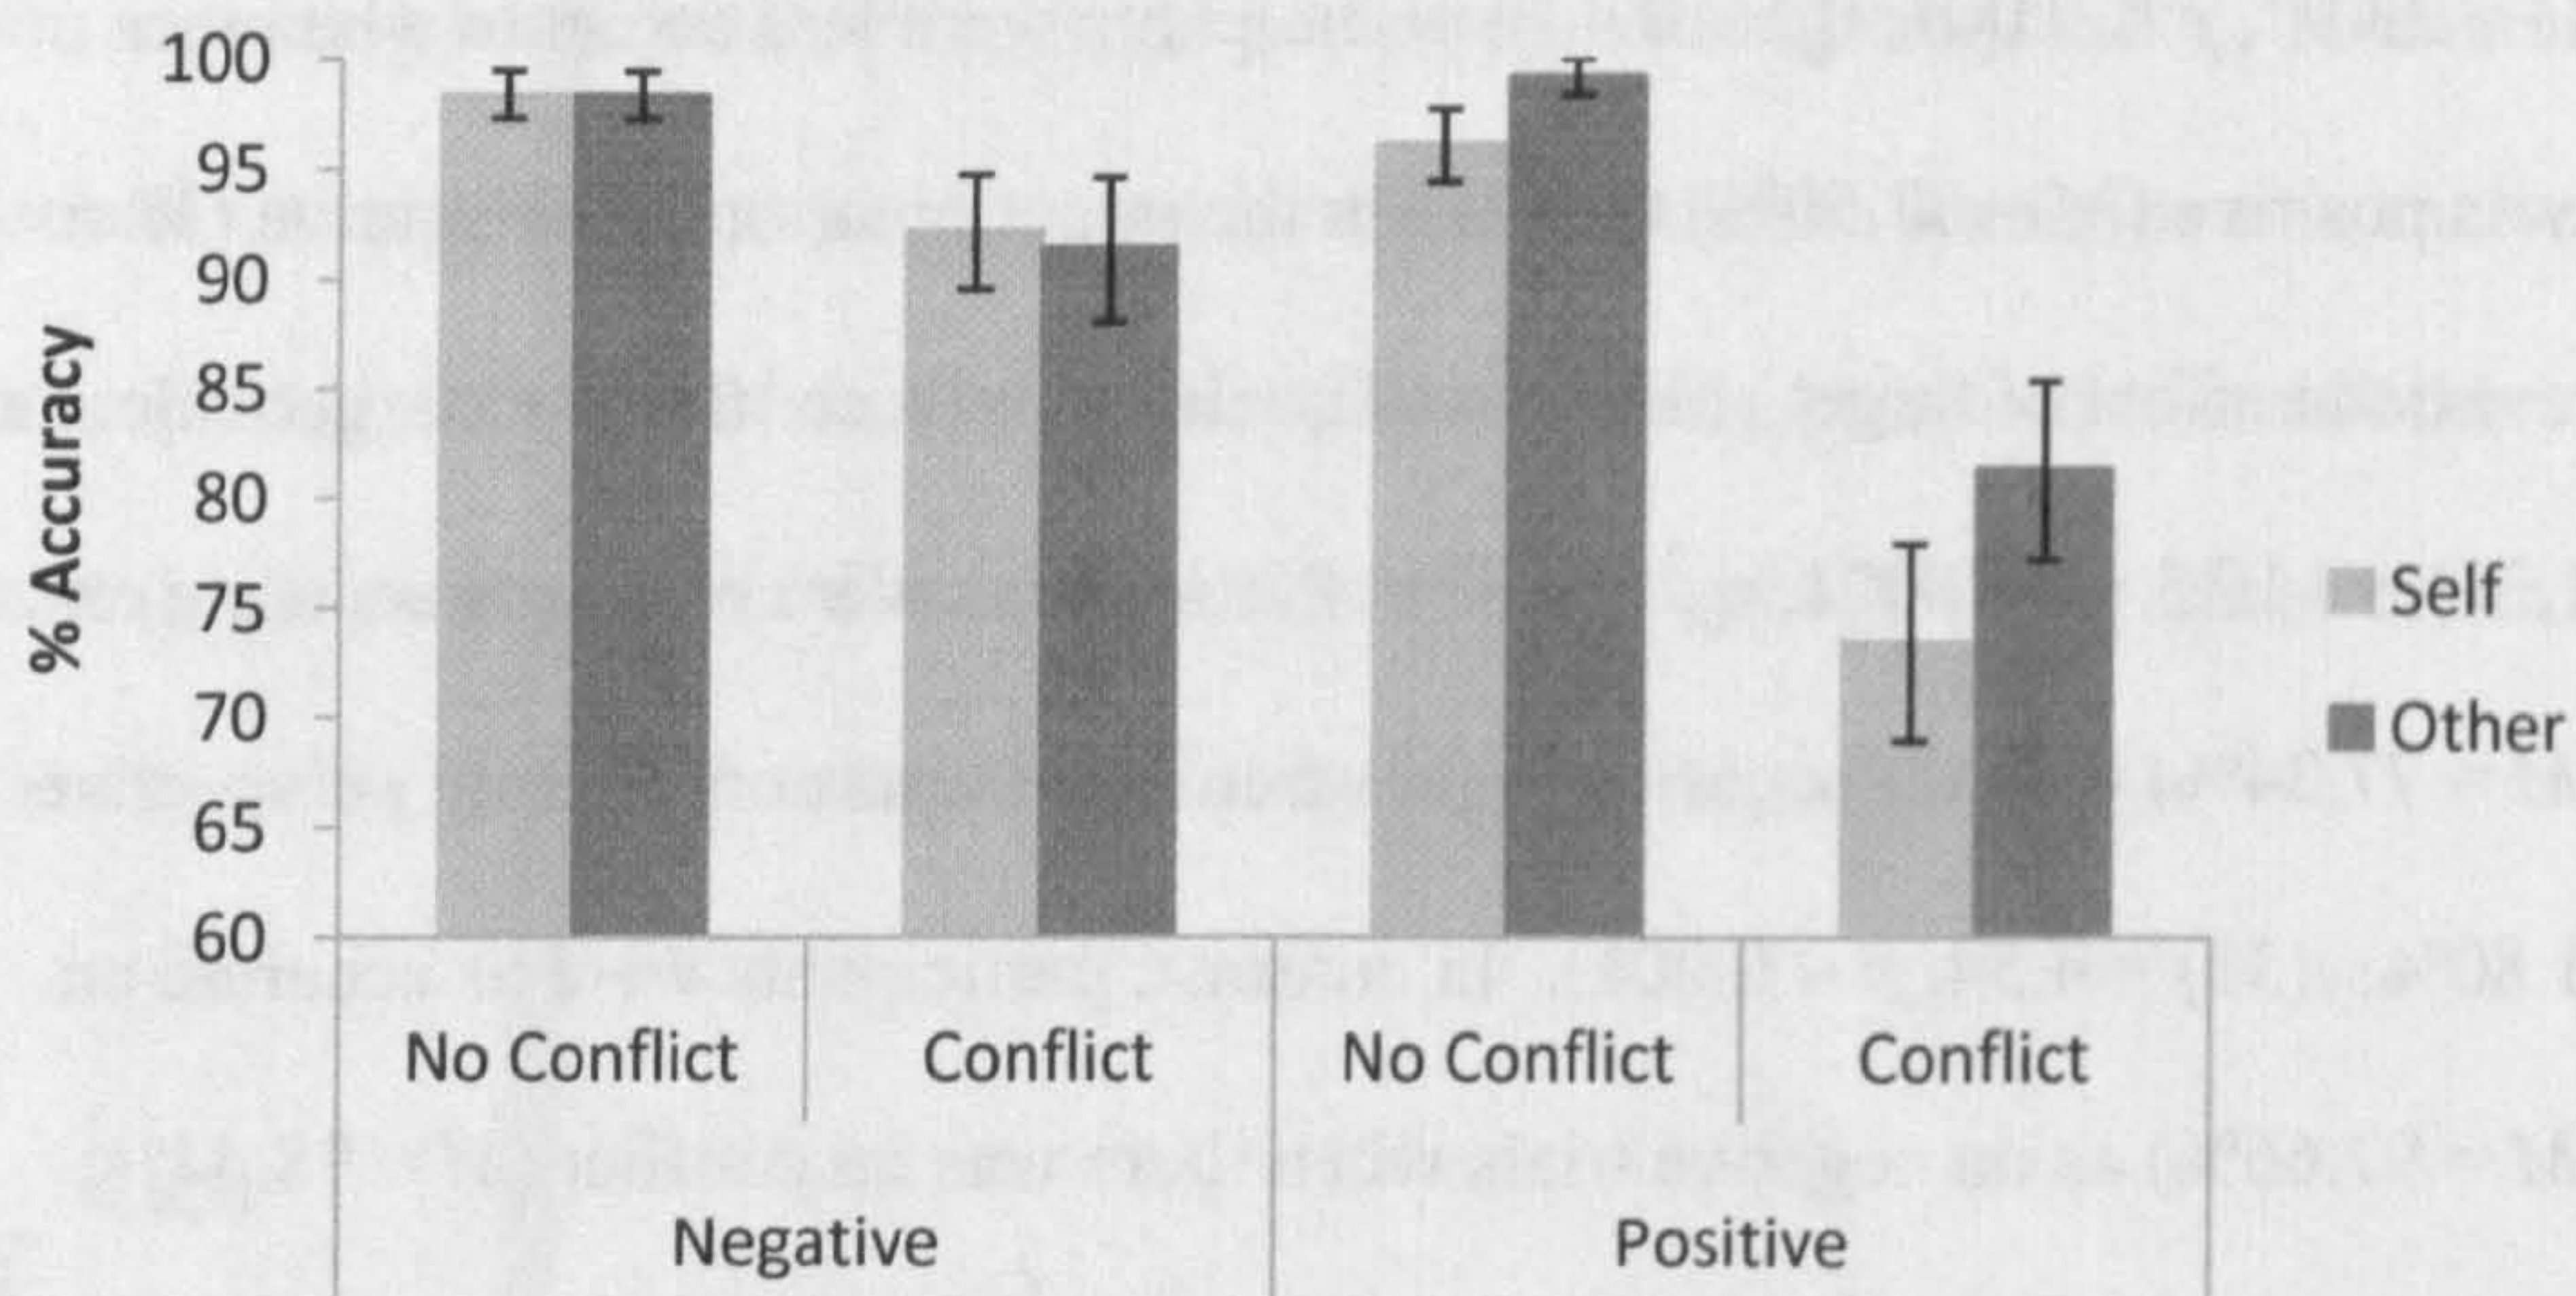 100
95
90
85
80
75
70
65
60
% Accuracy
Self
Other
No Conflict
Conflict
No Conflict
Conflict
Negative
Positive